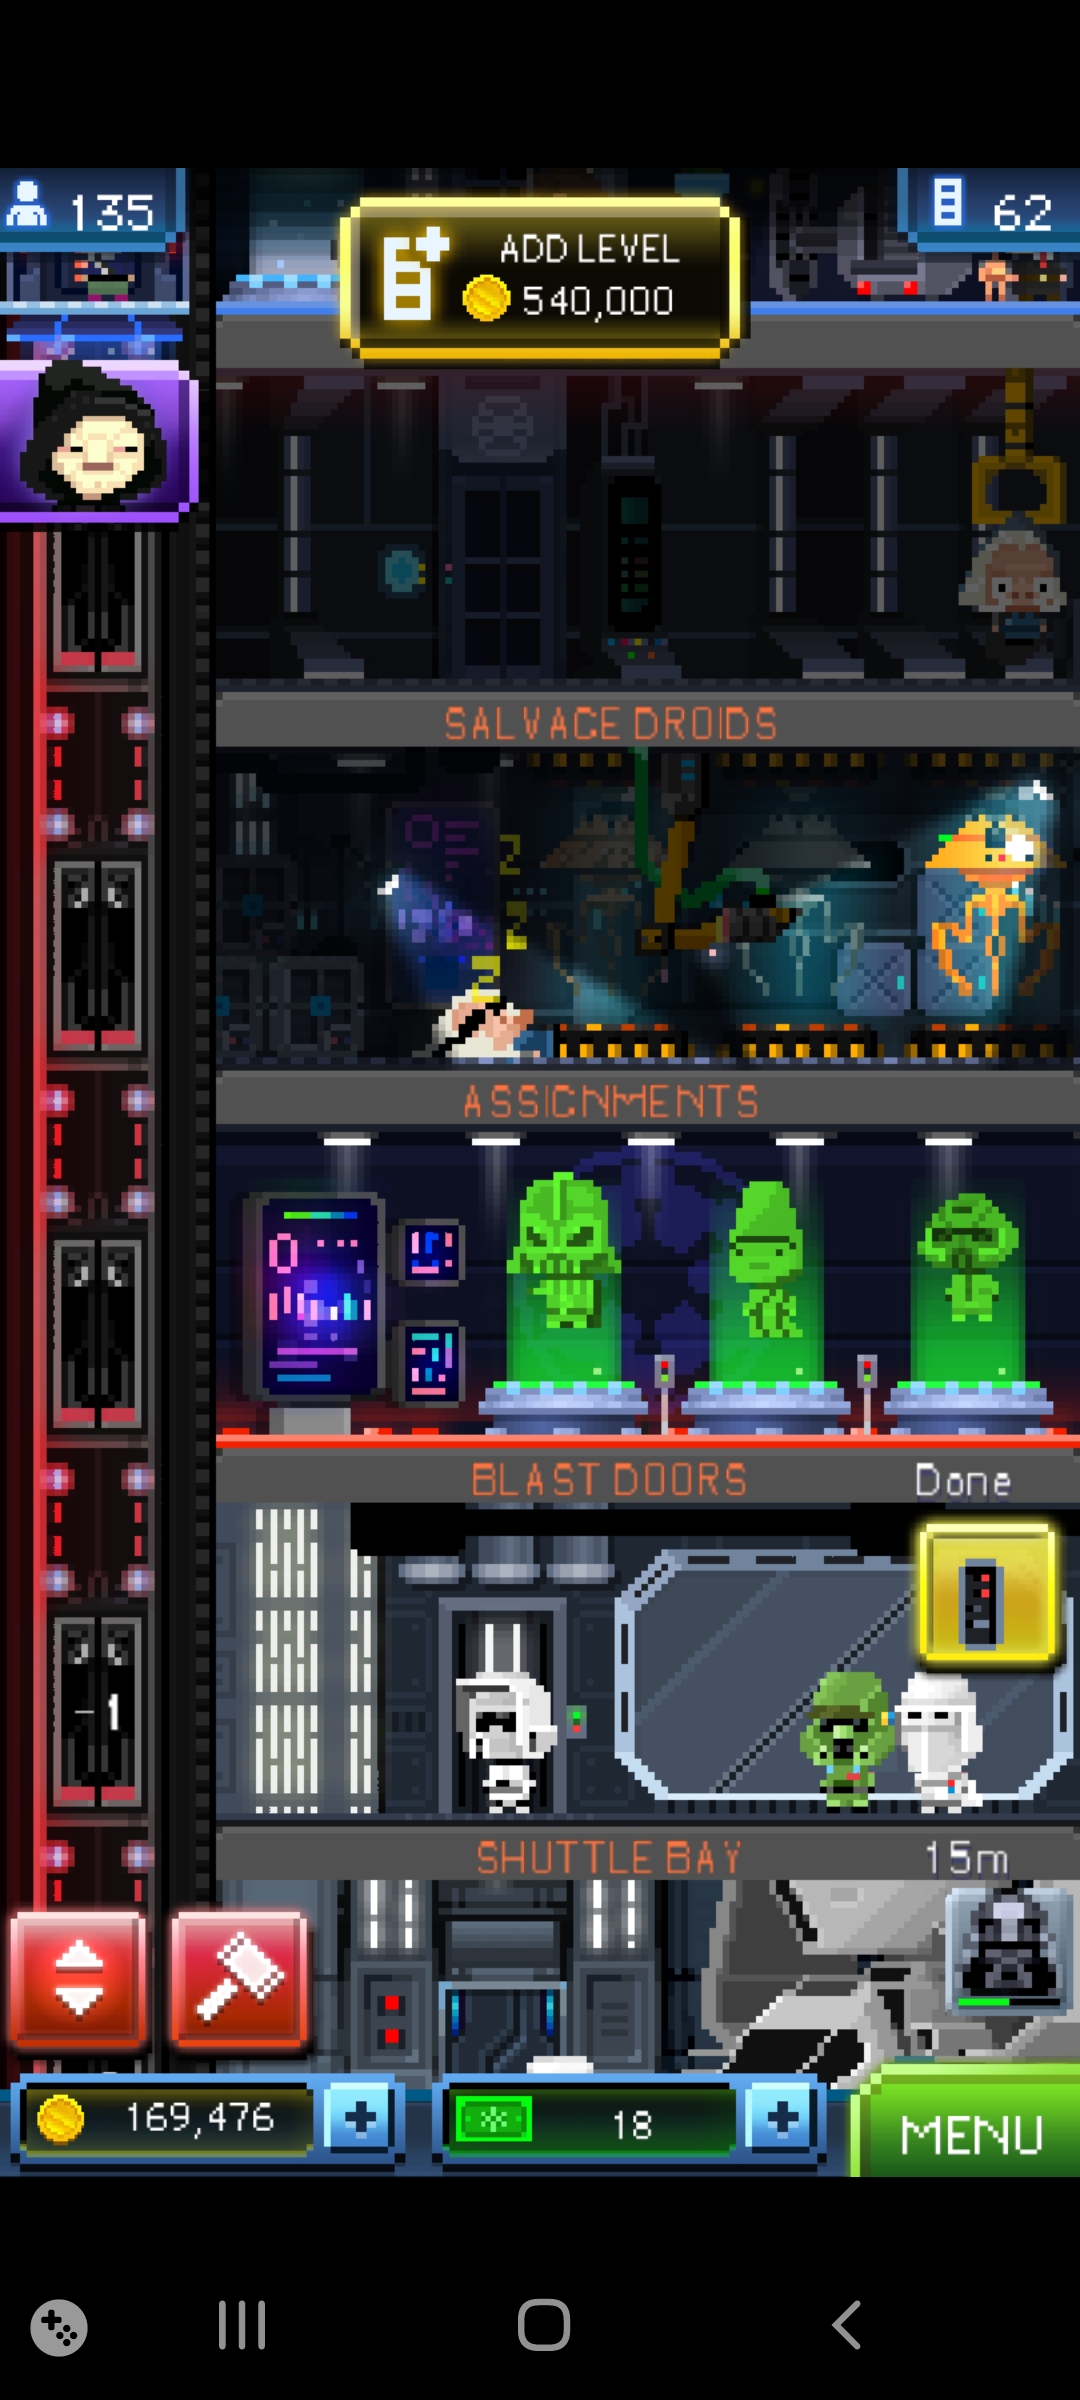 135
ADD LEVEL
540,000
62
SALVAGE DROIDS
Z
Z
Z
ASSIGNMENTS
BLAST DOORS
Done
-1
SHUTTLE BAY
15m
169,476
18
MENU